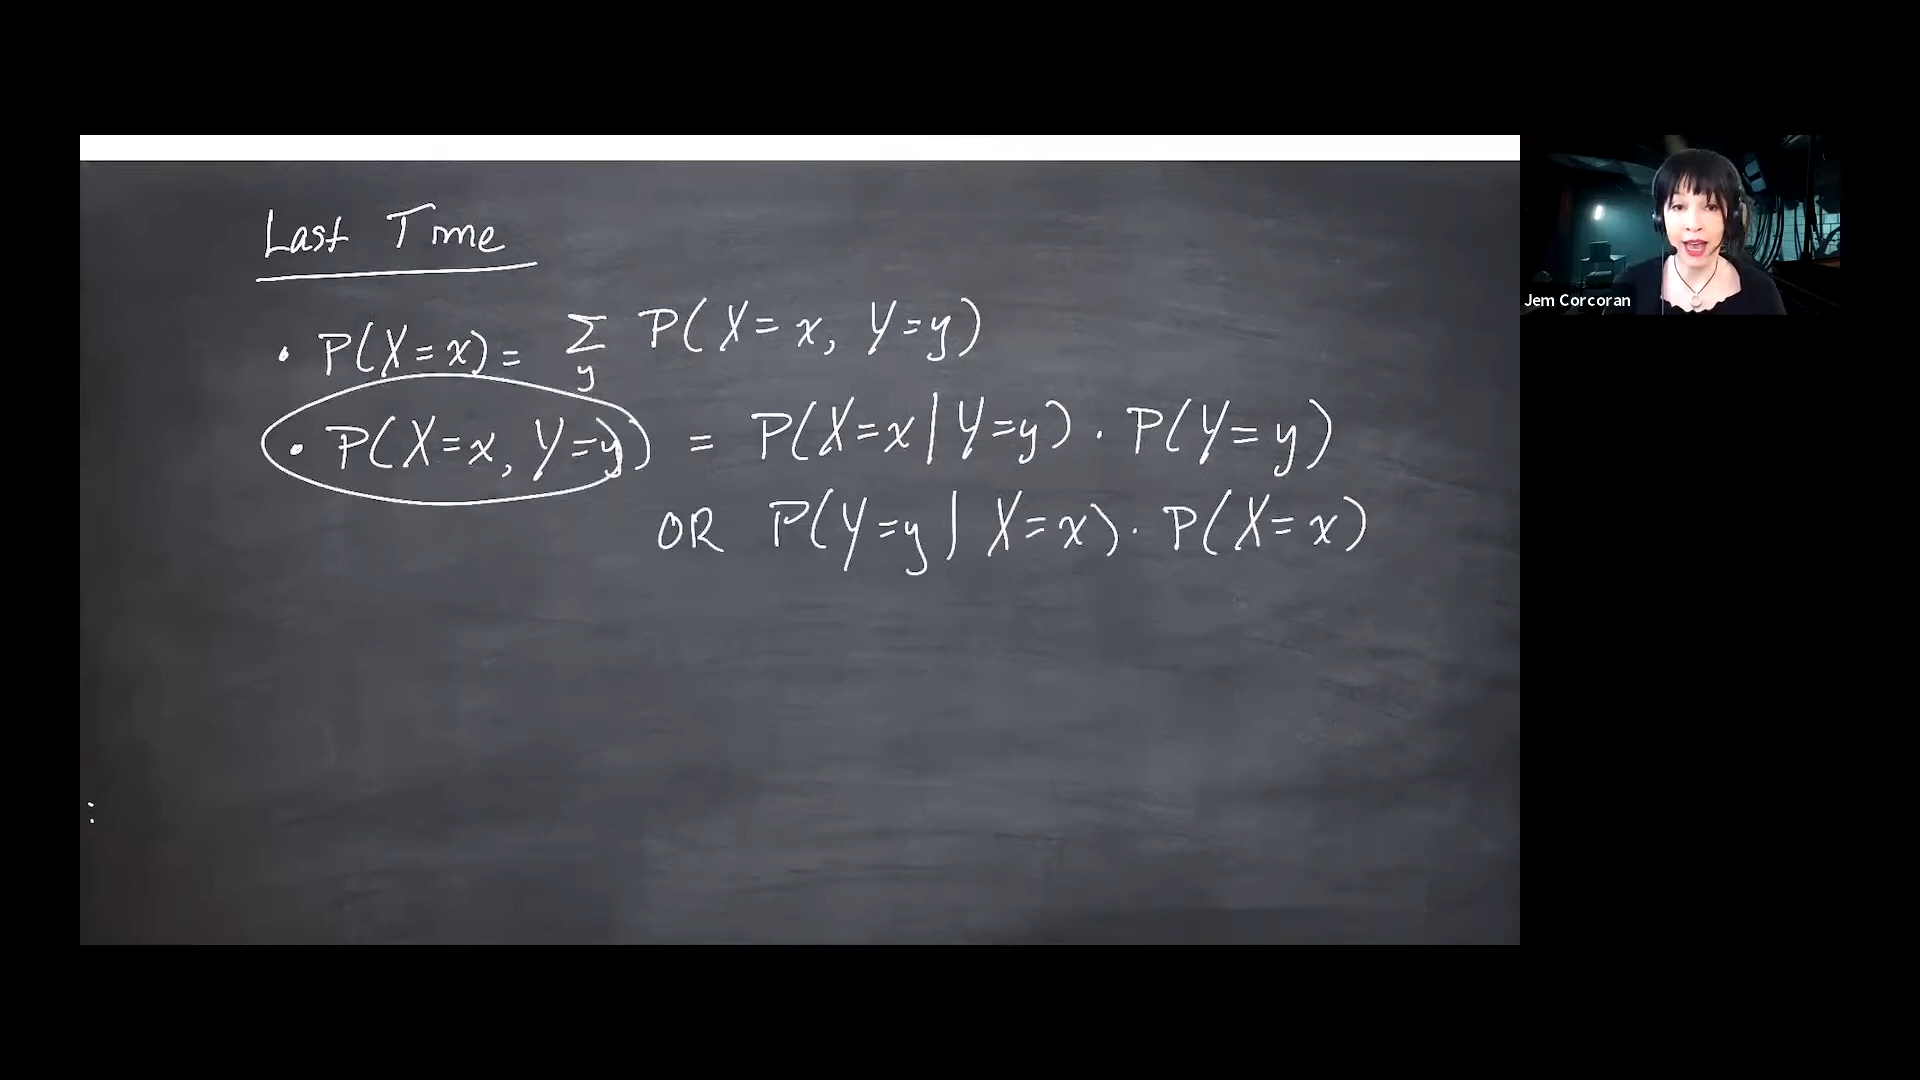 Last Time
• P(X=x) = Σ_y P(X=x, Y=y)
• P(X=x, Y=y) = P(X=x|Y=y) · P(Y=y)
OR P(Y=y|X=x) · P(X=x)
Jem Corcoran